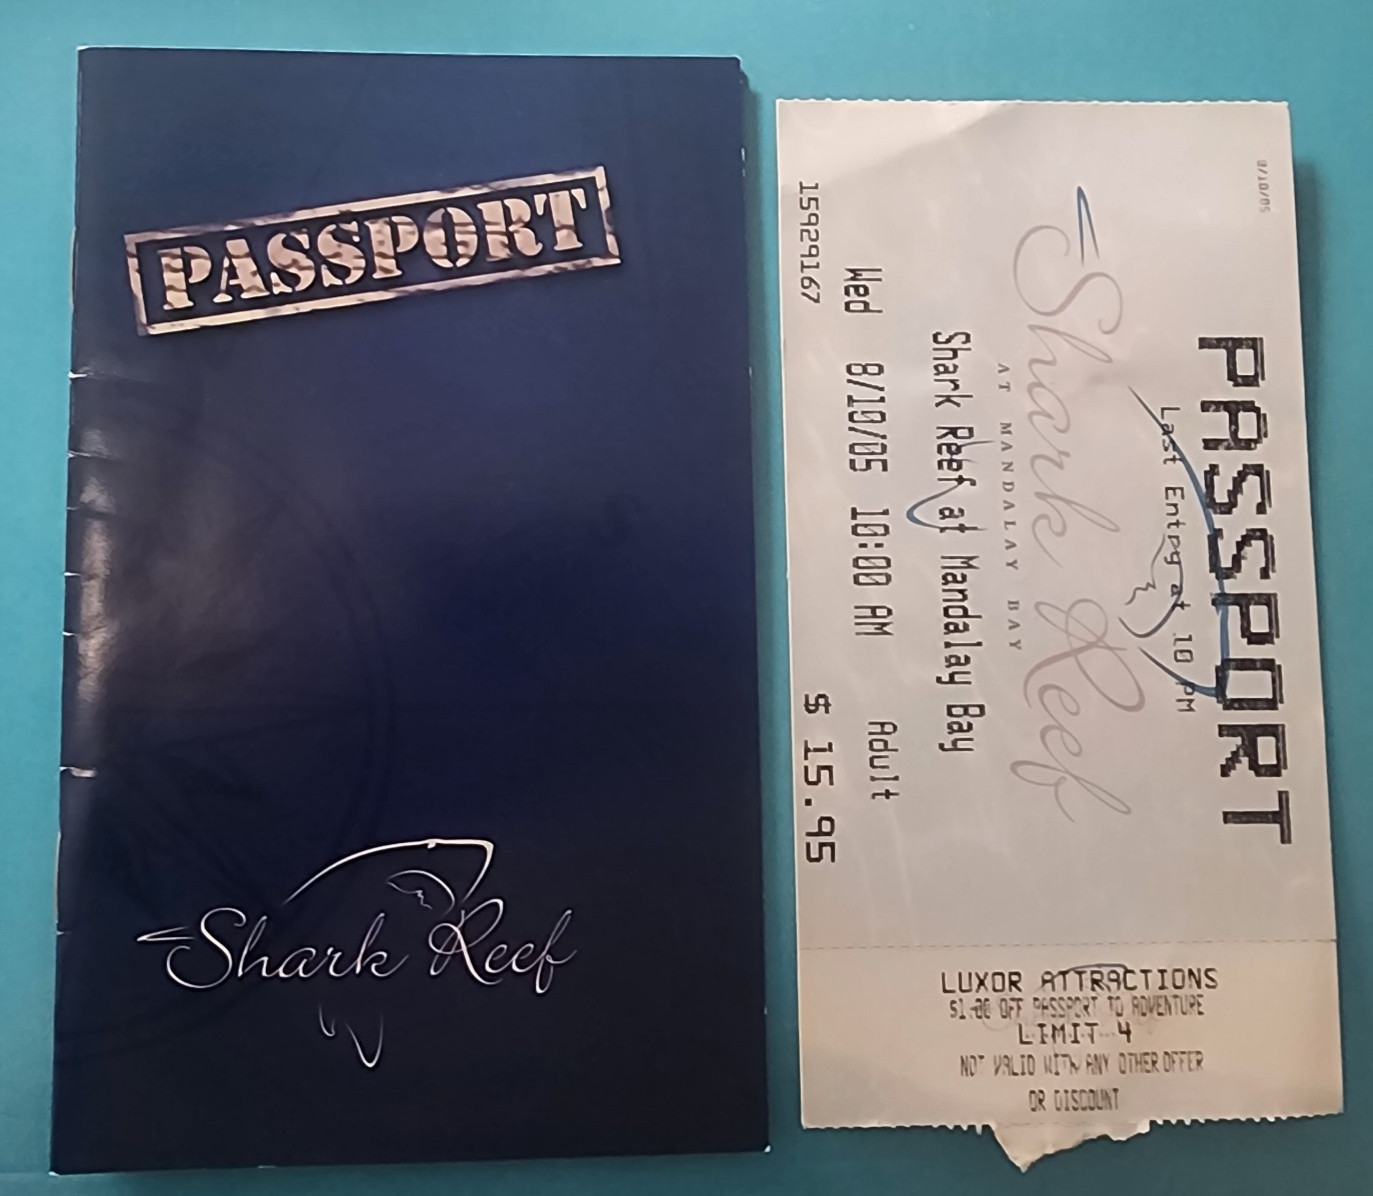 PASSPORT
Shark Reef
8/10/05
PASSPORT
Last Entry at 10 PM
Shark Reef
AT MANDALAY BAY
Shark Reef at Mandalay Bay
Wed 8/10/05 10:00 AM Adult
15929167 $ 15.95
LUXOR ATTRACTIONS
$1.00 OFF PASSPORT TO ADVENTURE
LIMIT 4
NOT VALID WITH ANY OTHER OFFER
OR DISCOUNT